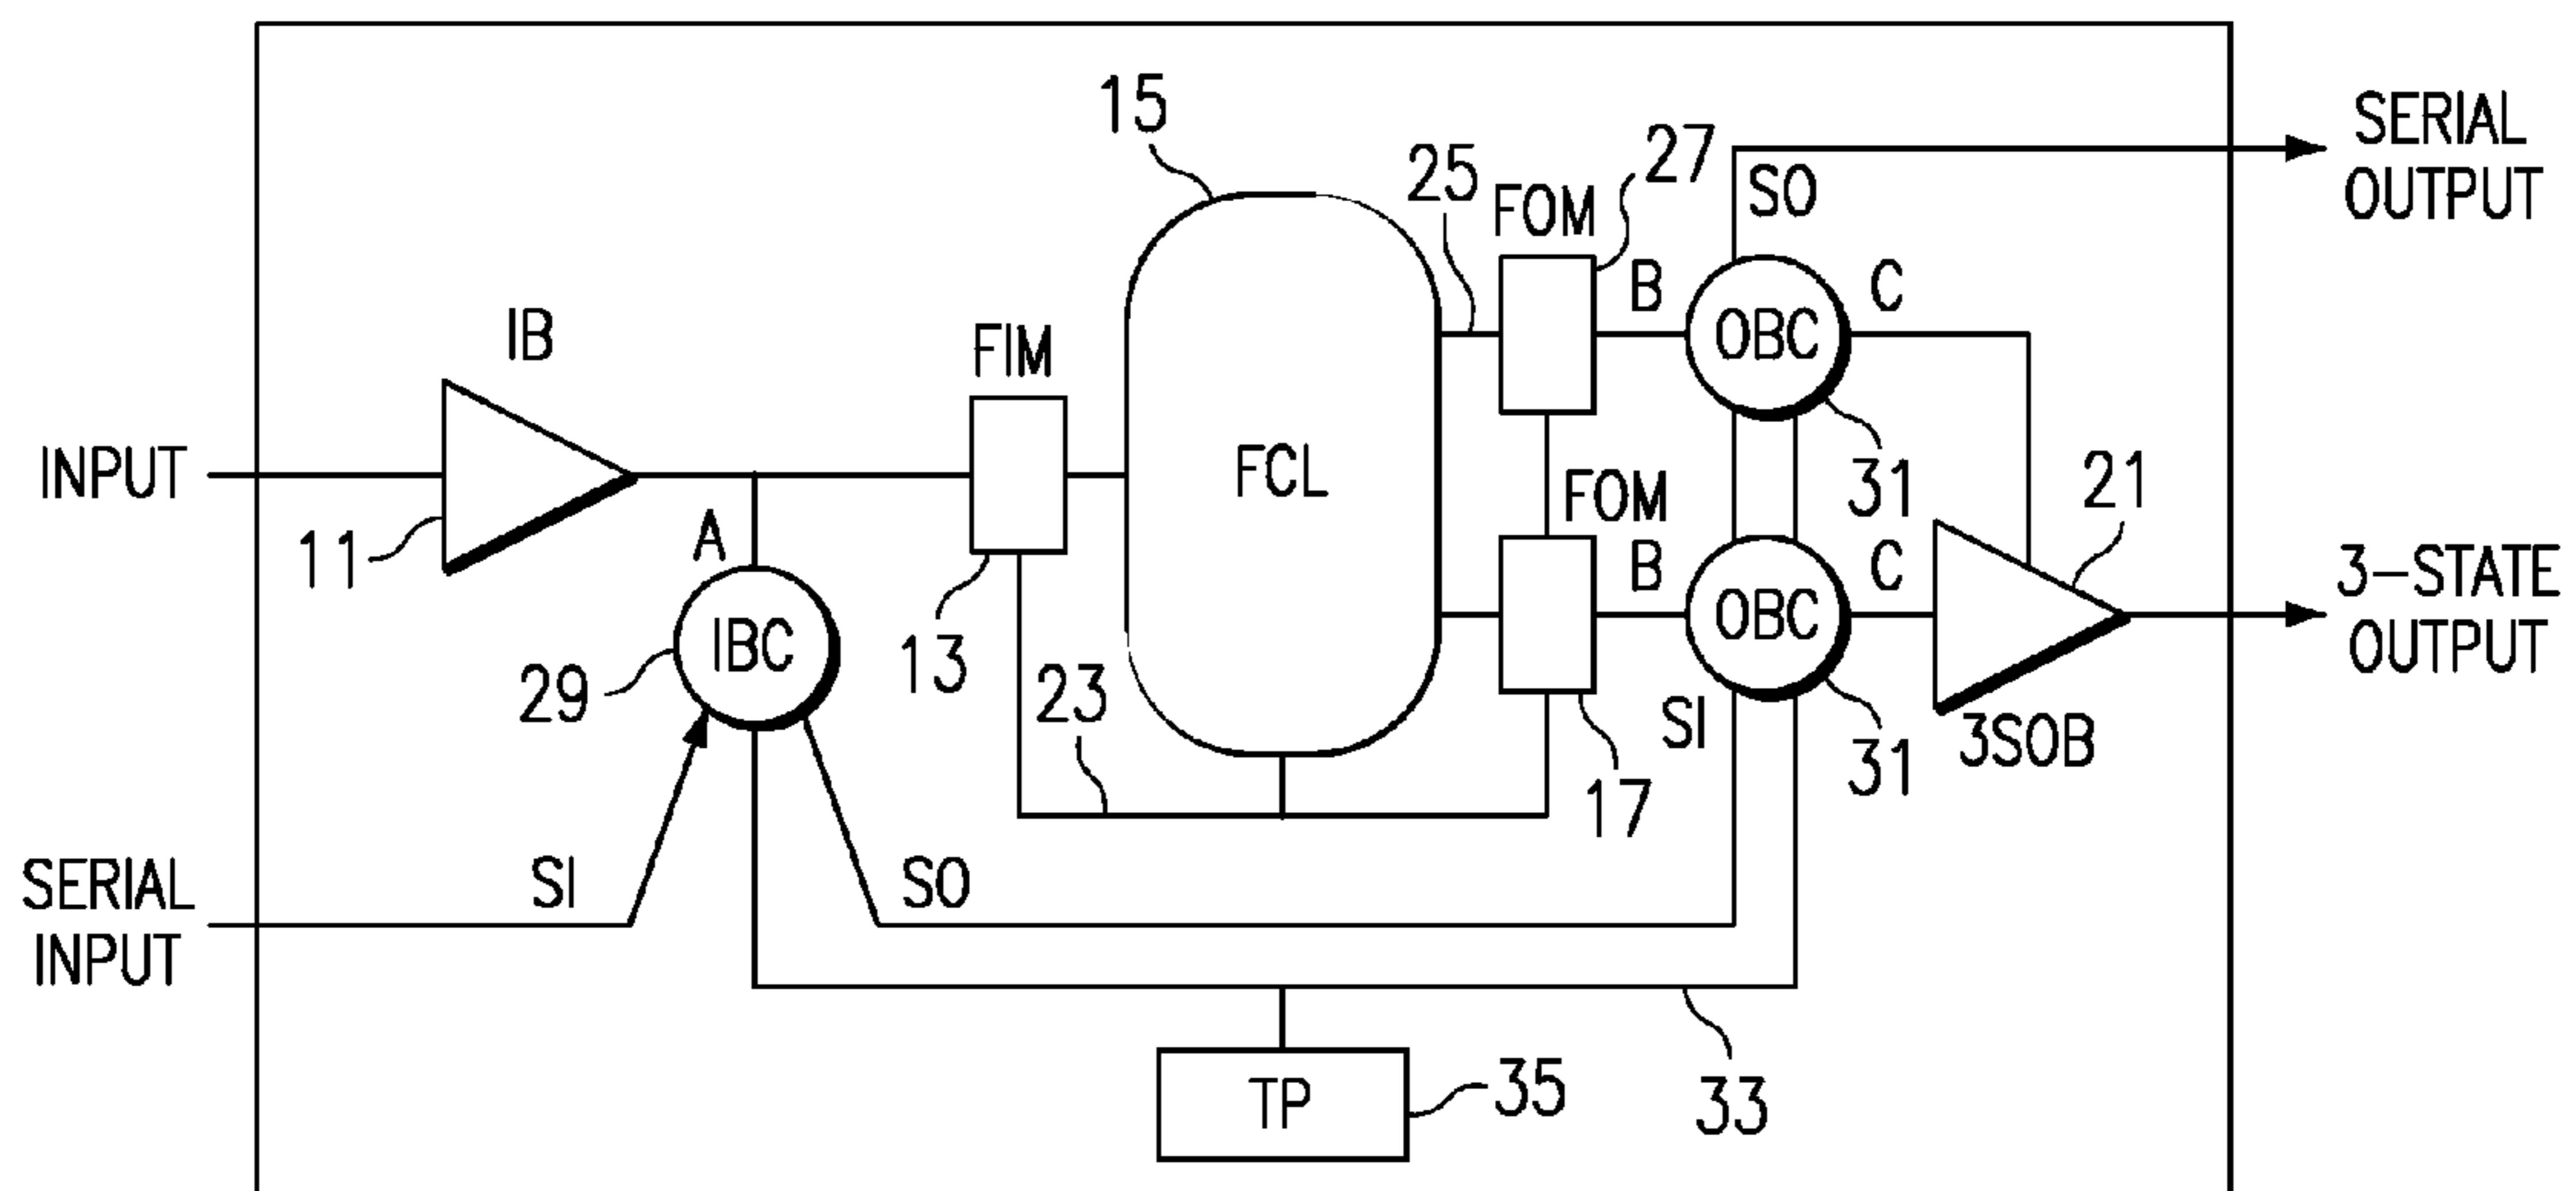 15
27
SERIAL
OUTPUT
25
FOM
SO
B
C
IB
FIM
OBC
INPUT
FCL
31
21
11
A
FOM
B
C
3-STATE
OUTPUT
IBC
13
OBC
29
23
SI
3SOB
31
17
SERIAL
INPUT
SI
SO
TP
35
33